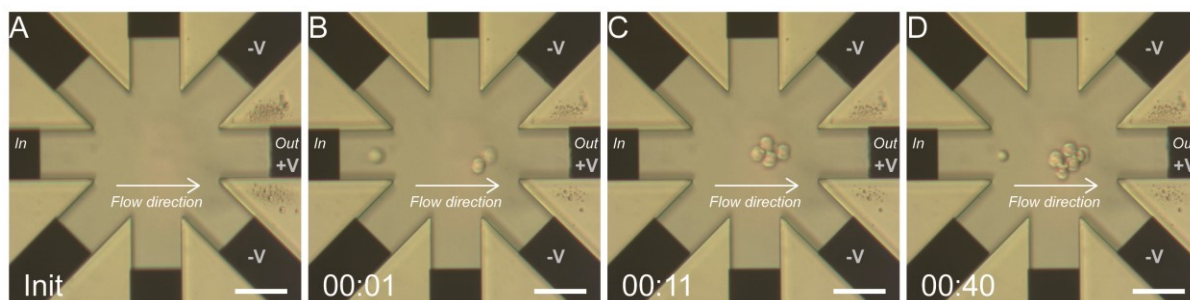 A
-V
In
Out
+V
Flow direction
-V
Init
B
-V
In
Out
+V
Flow direction
-V
00:01
C
-V
In
Out
+V
Flow direction
-V
00:11
D
-V
In
Out
+V
Flow direction
-V
00:40